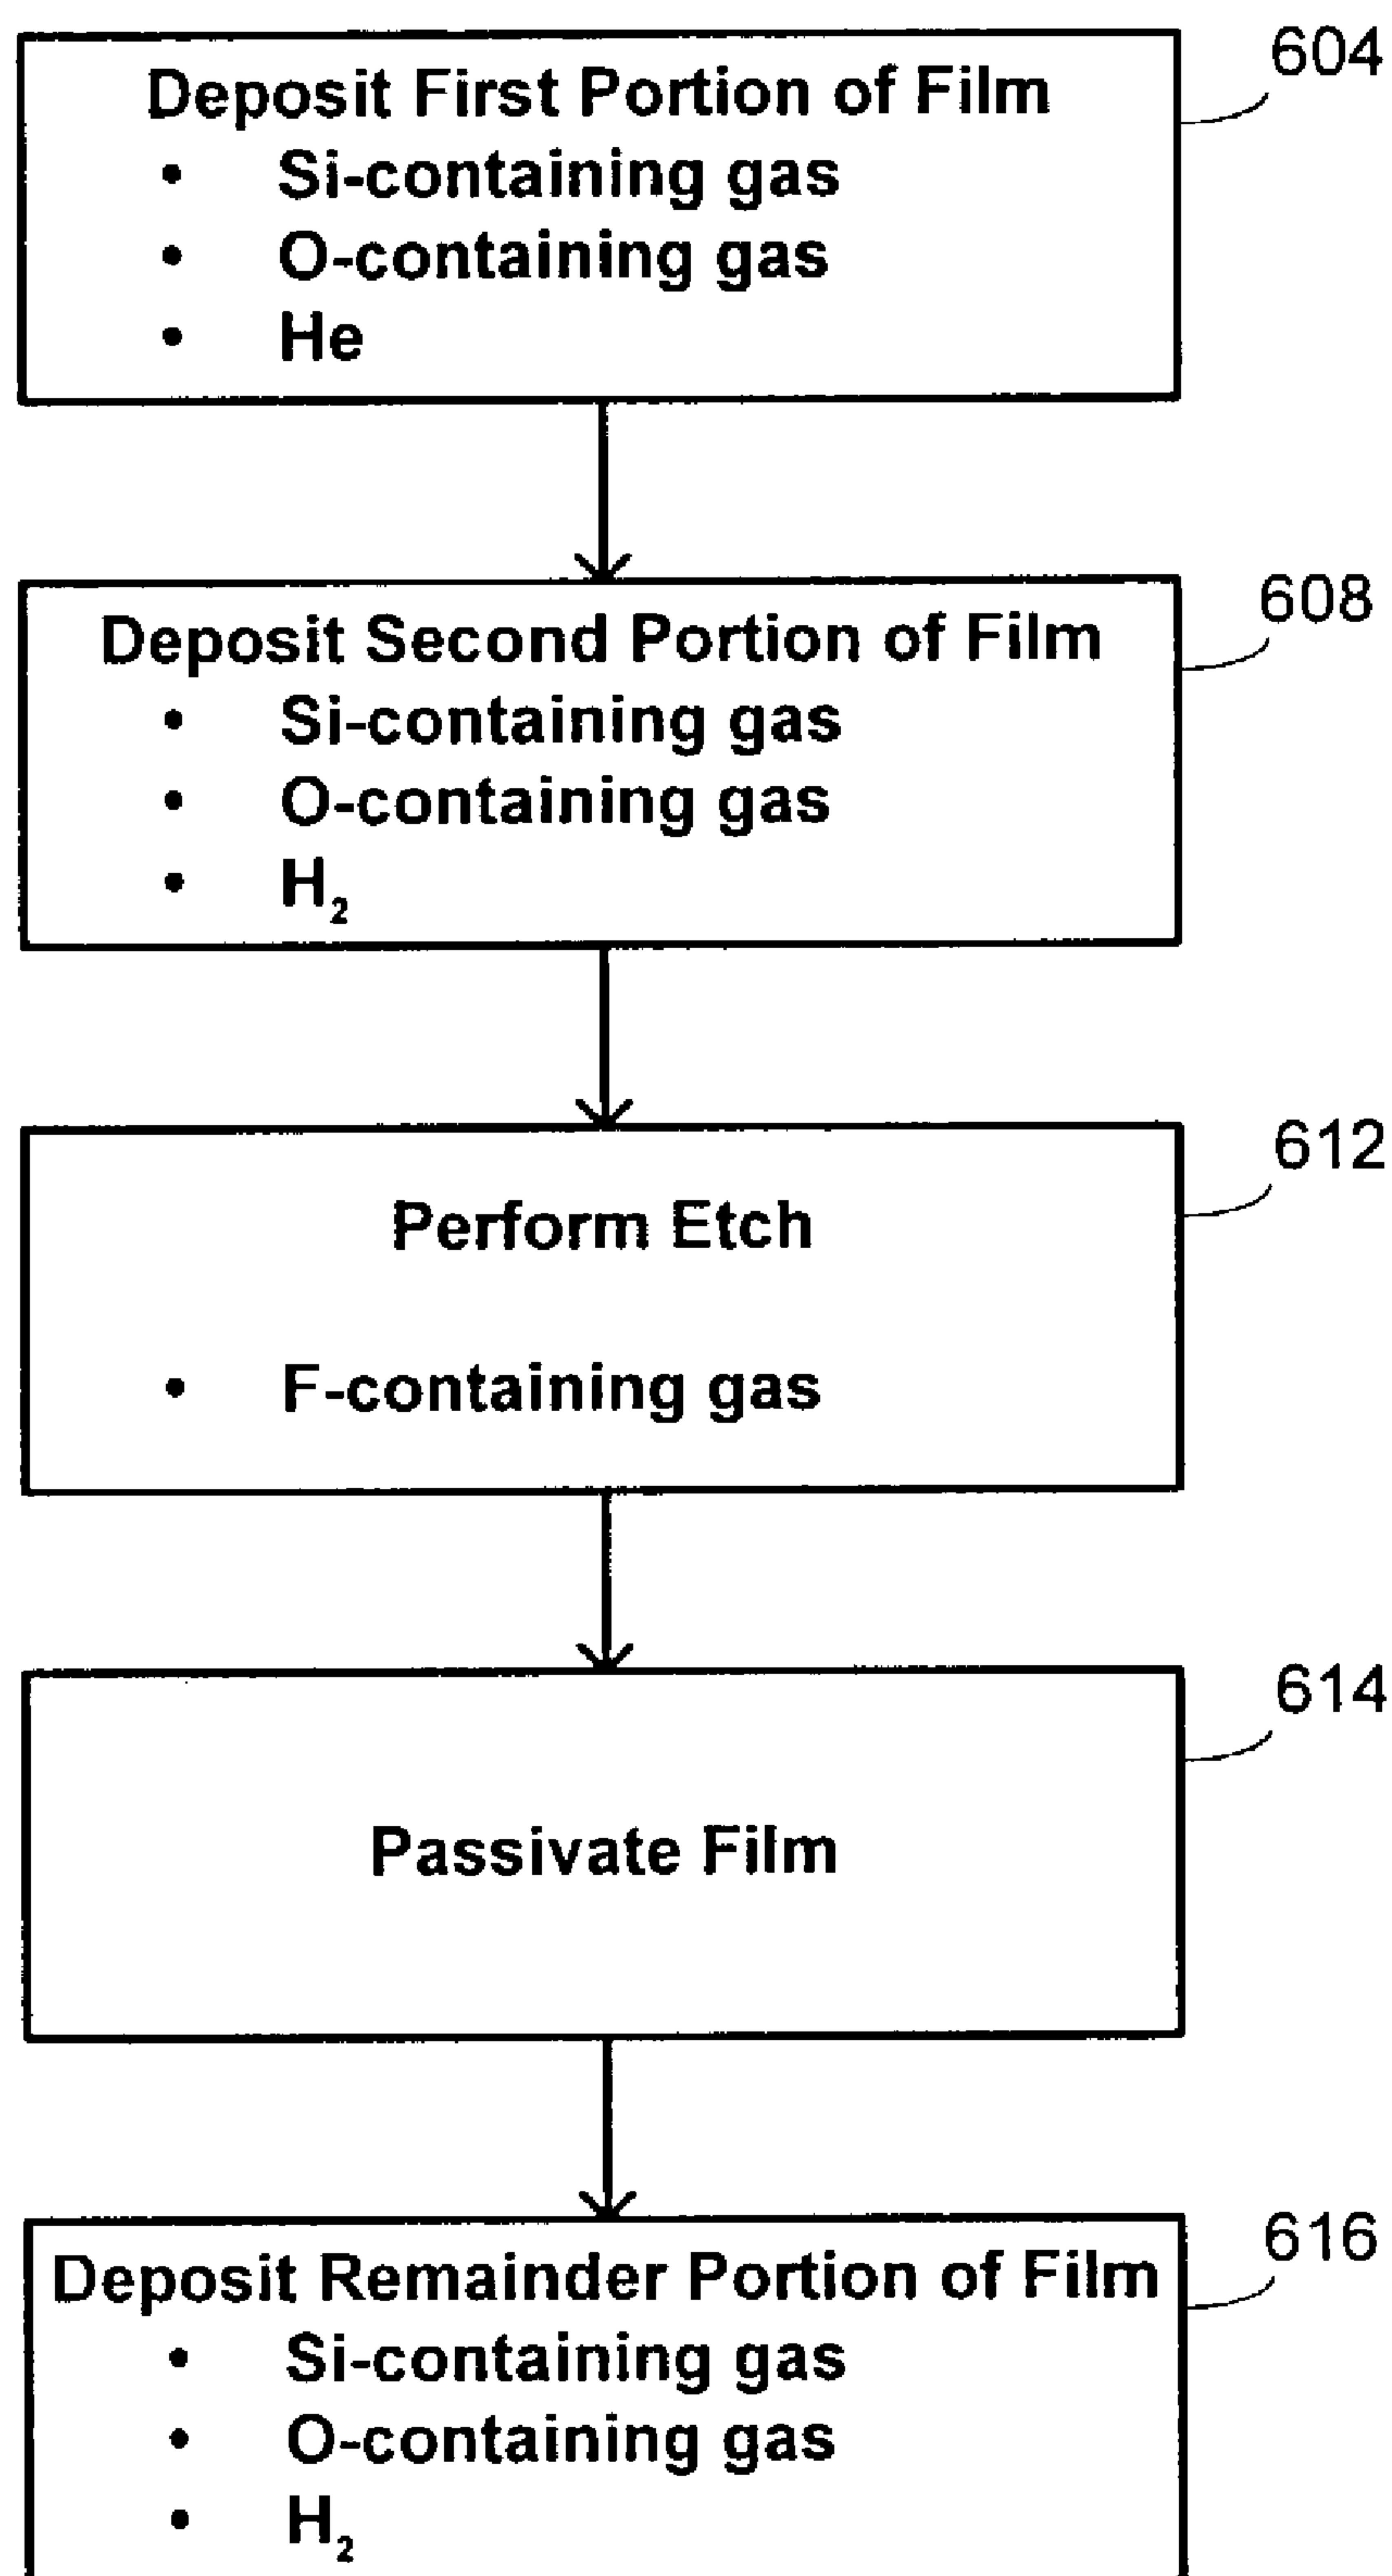 604
Deposit First Portion of Film
• Si-containing gas
• O-containing gas
• He
608
Deposit Second Portion of Film
• Si-containing gas
• O-containing gas
• H₂
612
Perform Etch
• F-containing gas
614
Passivate Film
616
Deposit Remainder Portion of Film
• Si-containing gas
• O-containing gas
• H₂